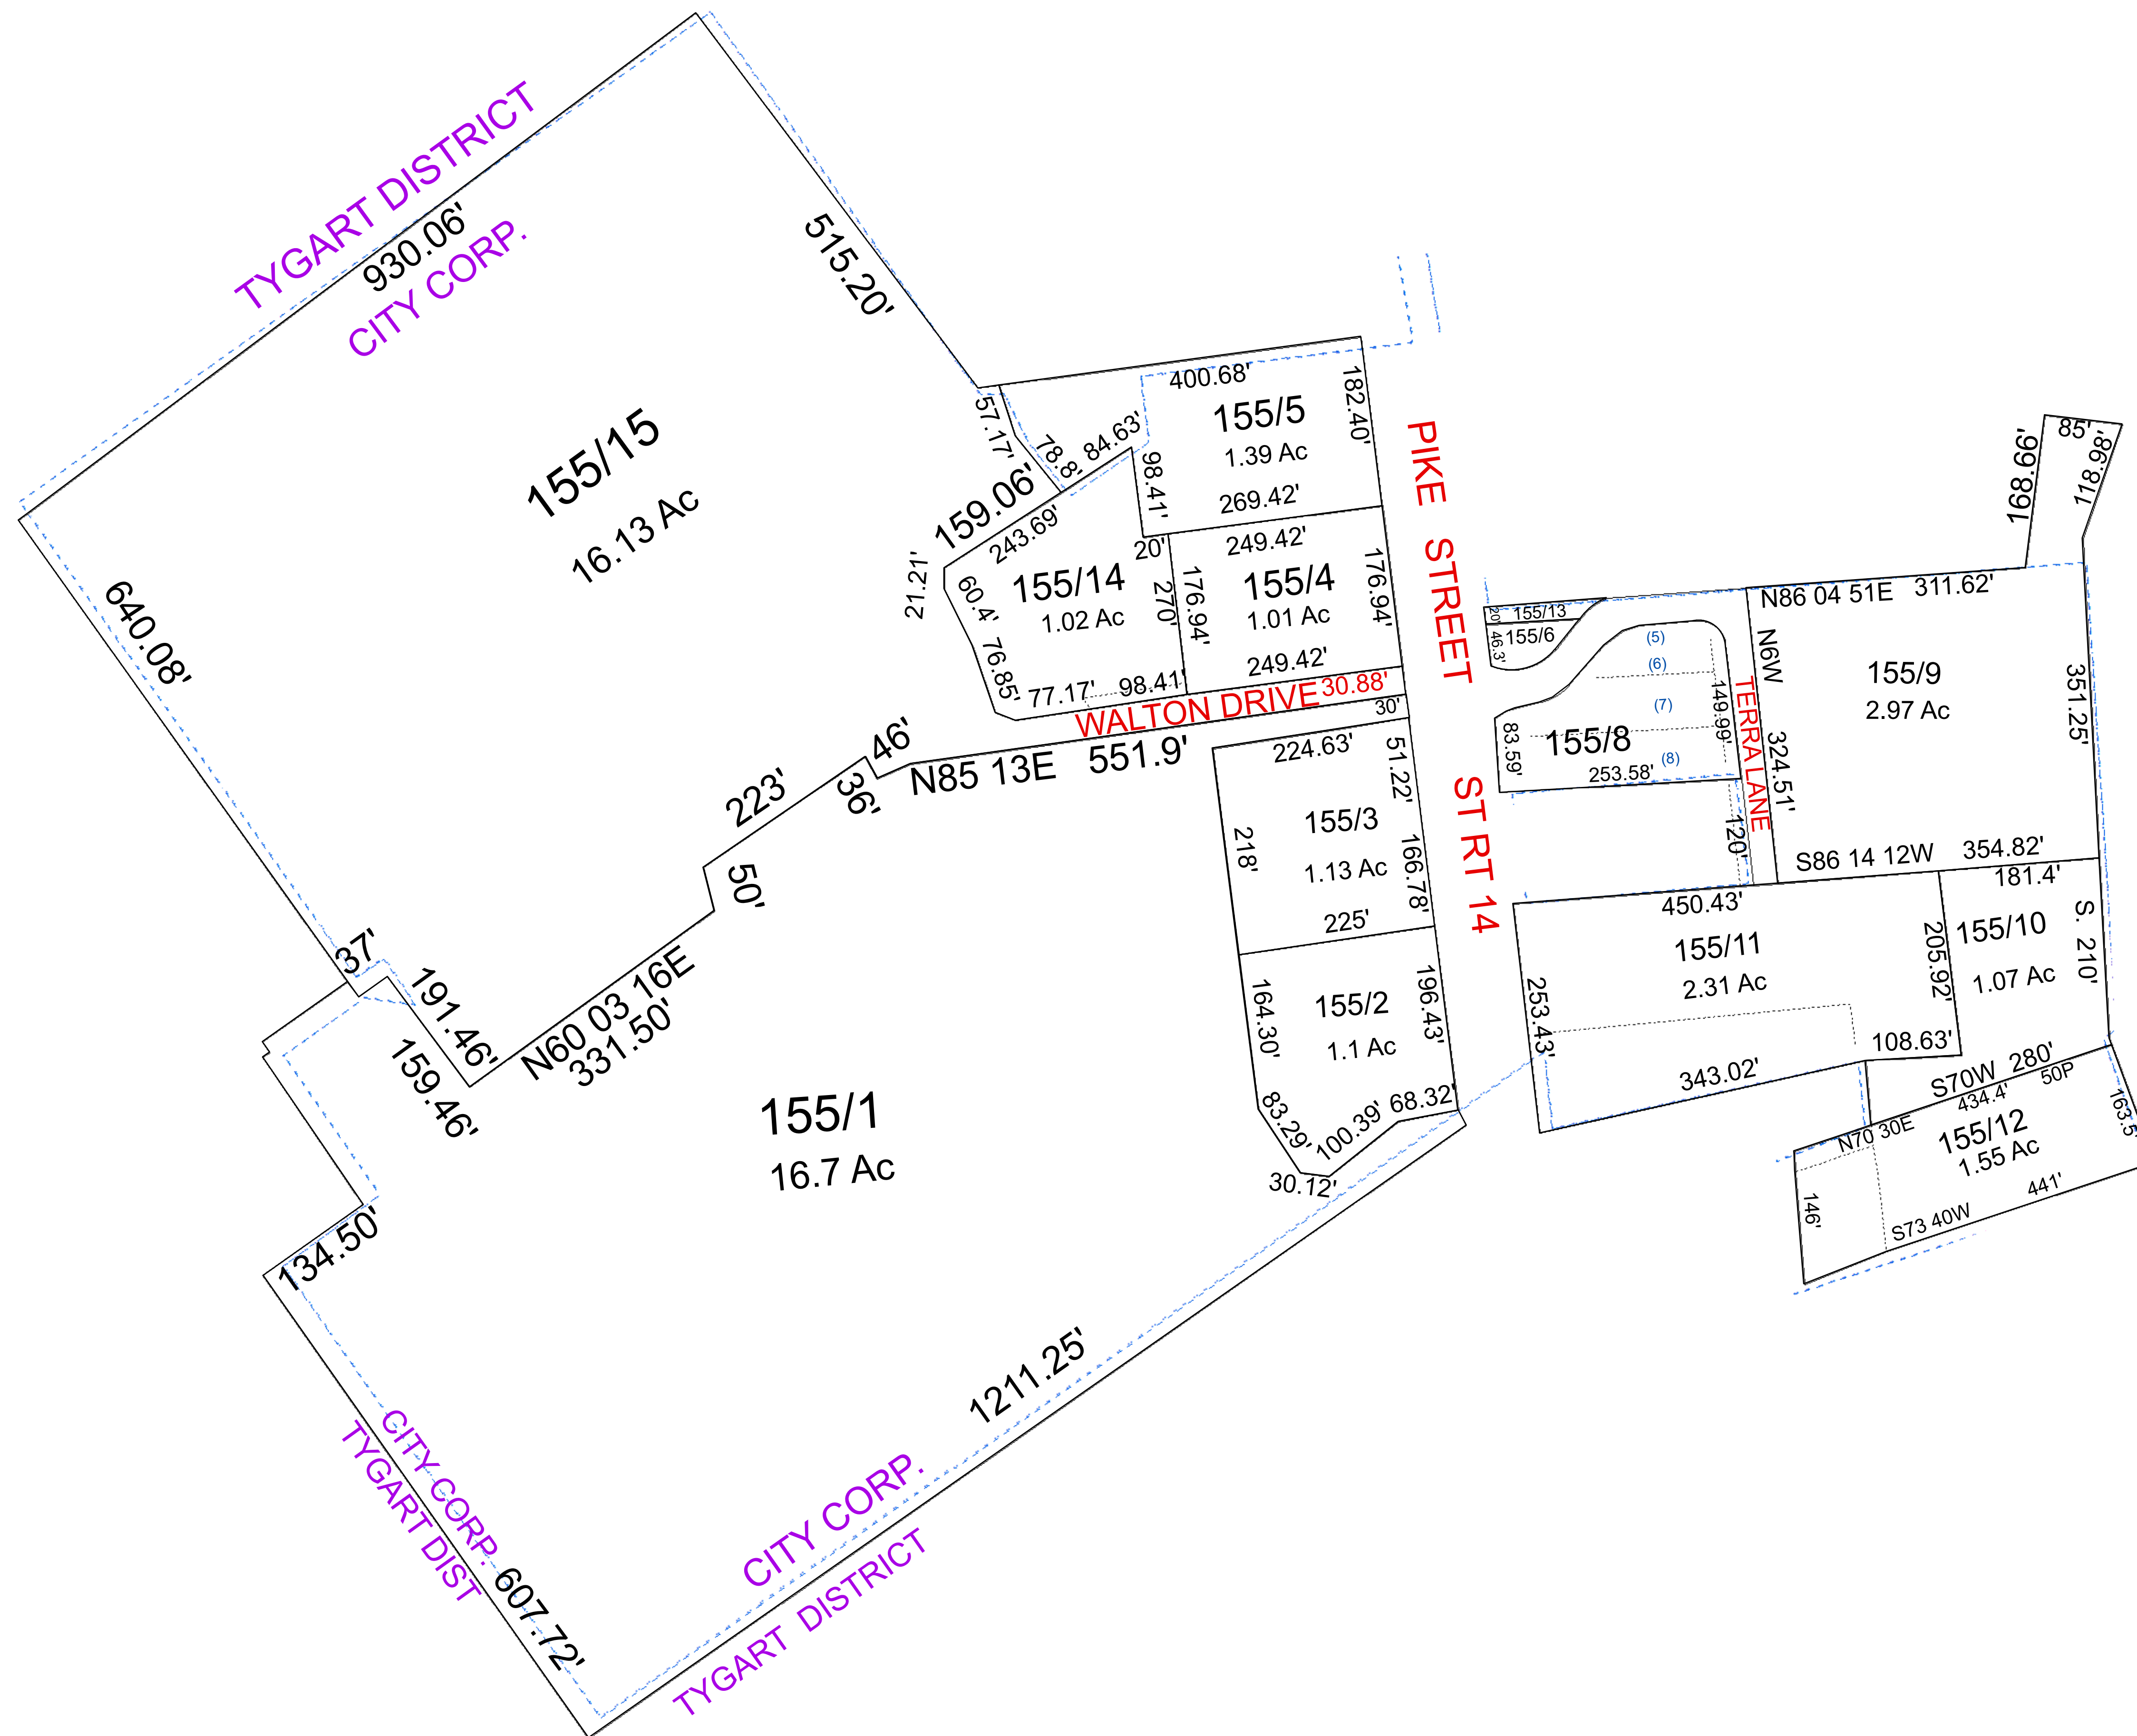 TYGART DISTRICT
930.06'
CITY CORP.
515.20'
155/15
16.13 Ac
640.08'
37'
191.46'
159.46'
N60 03 16E
331.50'
50'
223'
36'
46'
N85 13E 551.9'
155/1
16.7 Ac
134.50'
CITY CORP.
TYGART DIST
607.72'
1211.25'
CITY CORP.
TYGART DISTRICT
57.17'
78.8'
84.63'
159.06'
243.69'
21.21'
60.4'
76.85'
77.17'
98.41'
155/14
1.02 Ac
20'
270'
400.68'
182.40'
155/5
1.39 Ac
98.41'
269.42'
249.42'
176.94'
155/4
1.01 Ac
176.94'
249.42'
WALTON DRIVE
30.88'
30'
PIKE STREET
ST RT 14
224.63'
51.22'
155/3
1.13 Ac
218'
166.78'
225'
155/2
1.1 Ac
164.30'
196.43'
83.29'
100.39'
68.32'
30.12'
20'
155/13
46.3'
155/6
(5)
(6)
(7)
(8)
149.99'
83.59'
155/8
253.58'
TERRA LANE
120'
N6W 324.51'
N86 04 51E 311.62'
168.66'
85'
118.98'
155/9
2.97 Ac
351.25'
S86 14 12W 354.82'
450.43'
155/11
2.31 Ac
253.43'
343.02'
205.92'
108.63'
181.4'
155/10
1.07 Ac
S. 210'
S70W 280'
434.4'
50P
N70 30E
155/12
1.55 Ac
163.5
146'
S73 40W
441'